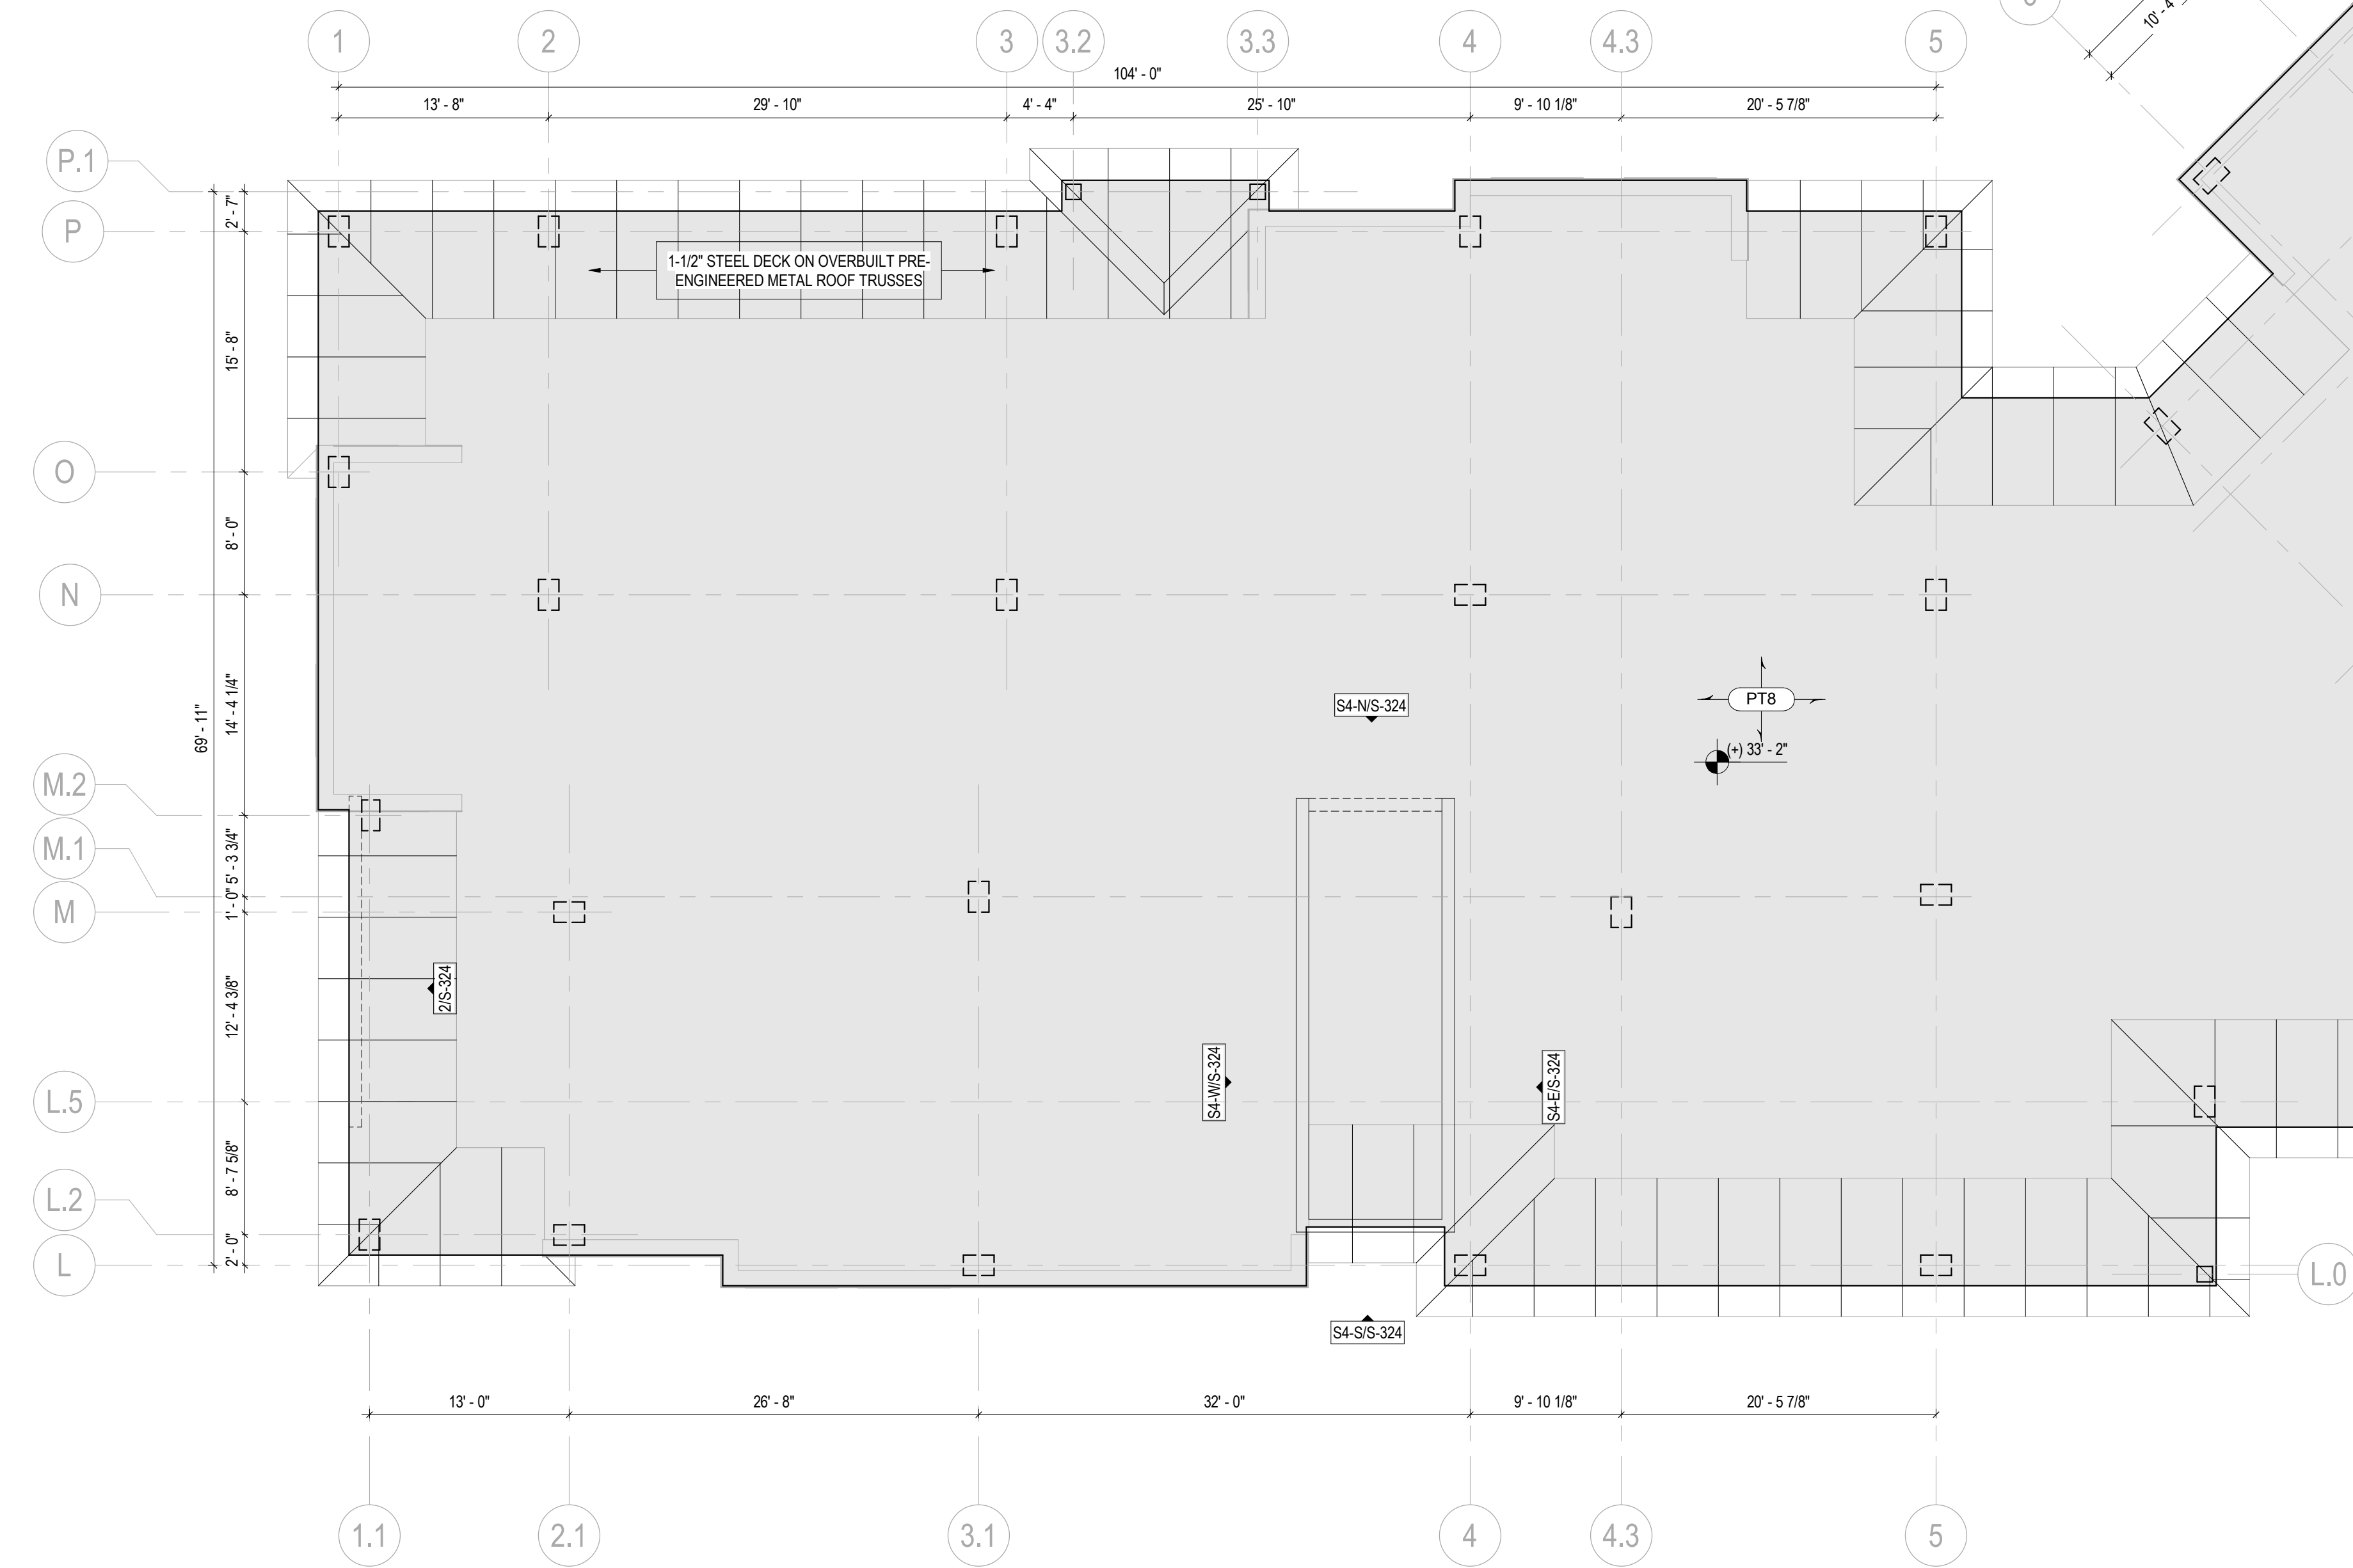 1
2
3
3.2
3.3
4
4.3
5
10' - 4
104' - 0"
13' - 8"
29' - 10"
4' - 4"
25' - 10"
9' - 10 1/8"
20' - 5 7/8"
P.1
P
O
N
M.2
M.1
M
L.5
L.2
L
2' - 7"
15' - 8"
8' - 0"
14' - 4 1/4"
69' - 11"
5' - 3 3/4"
1' - 0"
12' - 4 3/8"
8' - 7 5/8"
2' - 0"
1-1/2" STEEL DECK ON OVERBUILT PRE-
ENGINEERED METAL ROOF TRUSSES
S4-N/S-324
PT8
(+) 33' - 2"
2/S-324
S4-W/S-324
S4-E/S-324
S4-S/S-324
L.0
13' - 0"
26' - 8"
32' - 0"
9' - 10 1/8"
20' - 5 7/8"
1.1
2.1
3.1
4
4.3
5